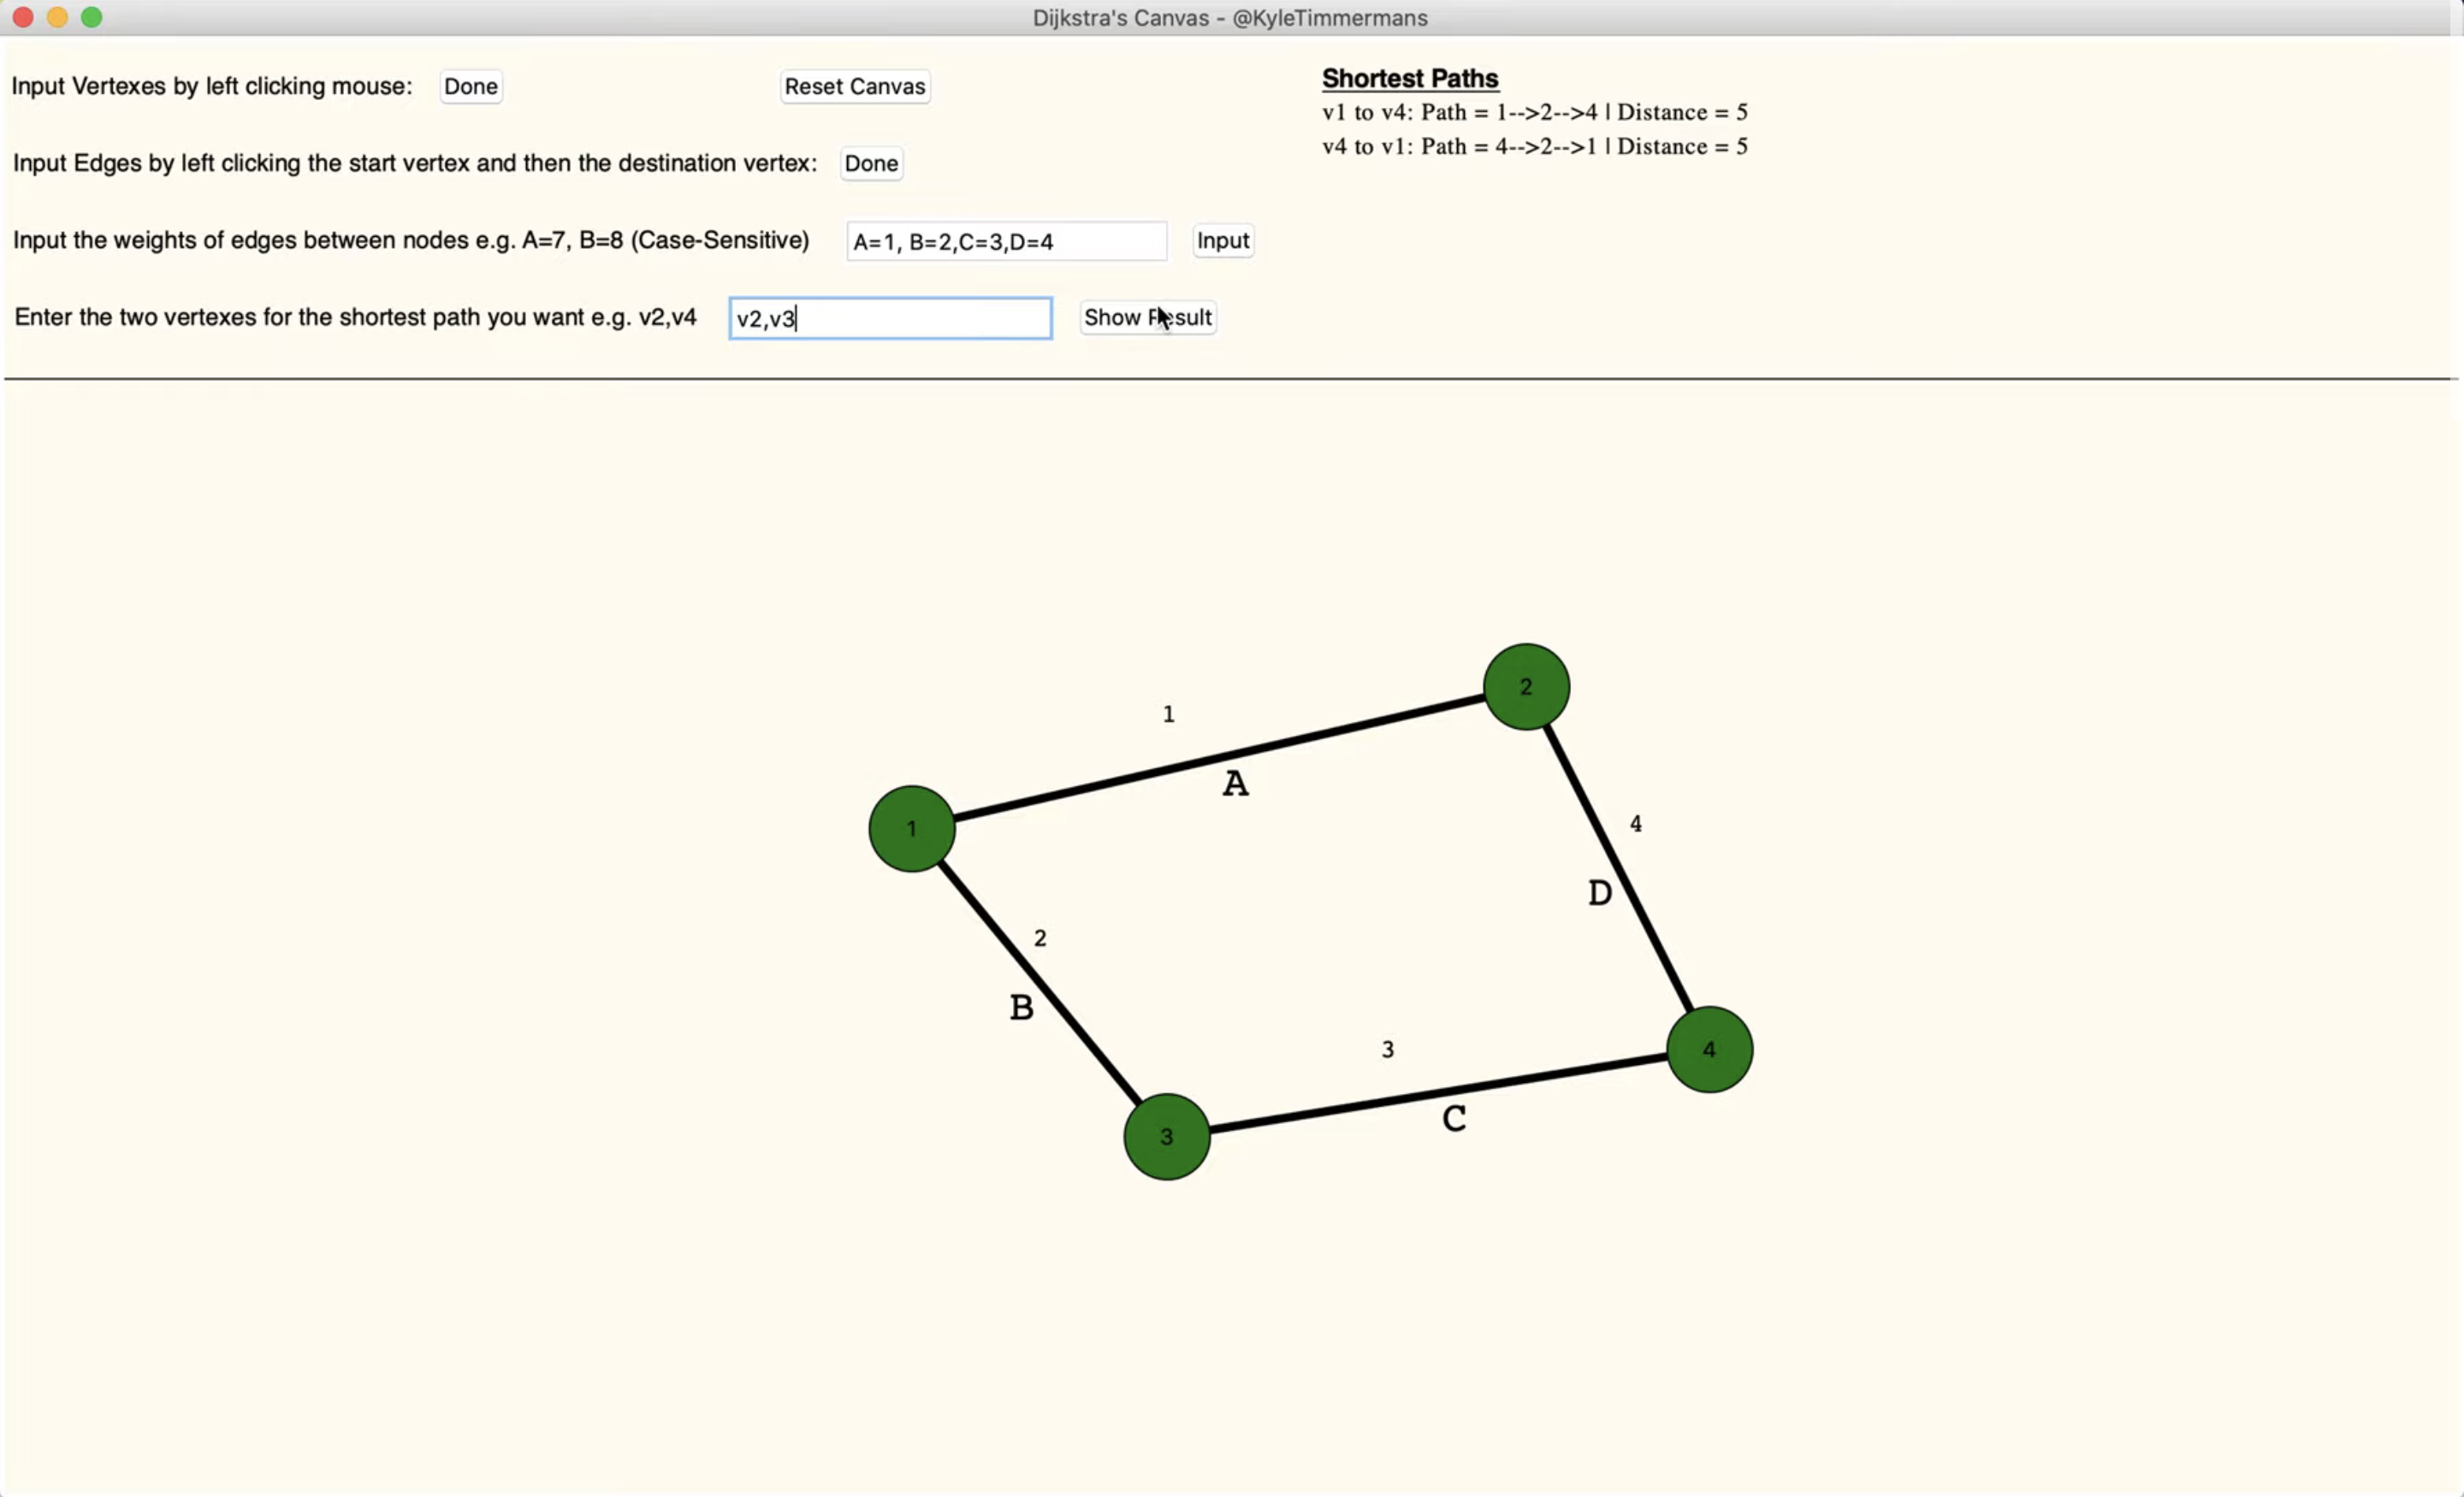 Dijkstra's Canvas - @KyleTimmermans
Input Vertexes by left clicking mouse: Done Reset Canvas
Input Edges by left clicking the start vertex and then the destination vertex: Done
Input the weights of edges between nodes e.g. A=7, B=8 (Case-Sensitive) A=1, B=2,C=3,D=4 Input
Enter the two vertexes for the shortest path you want e.g. v2,v4 v2,v3 Show Result
Shortest Paths
v1 to v4: Path = 1-->2-->4 | Distance = 5
v4 to v1: Path = 4-->2-->1 | Distance = 5
2
1
A
1
4
D
2
B
3
4
C
3